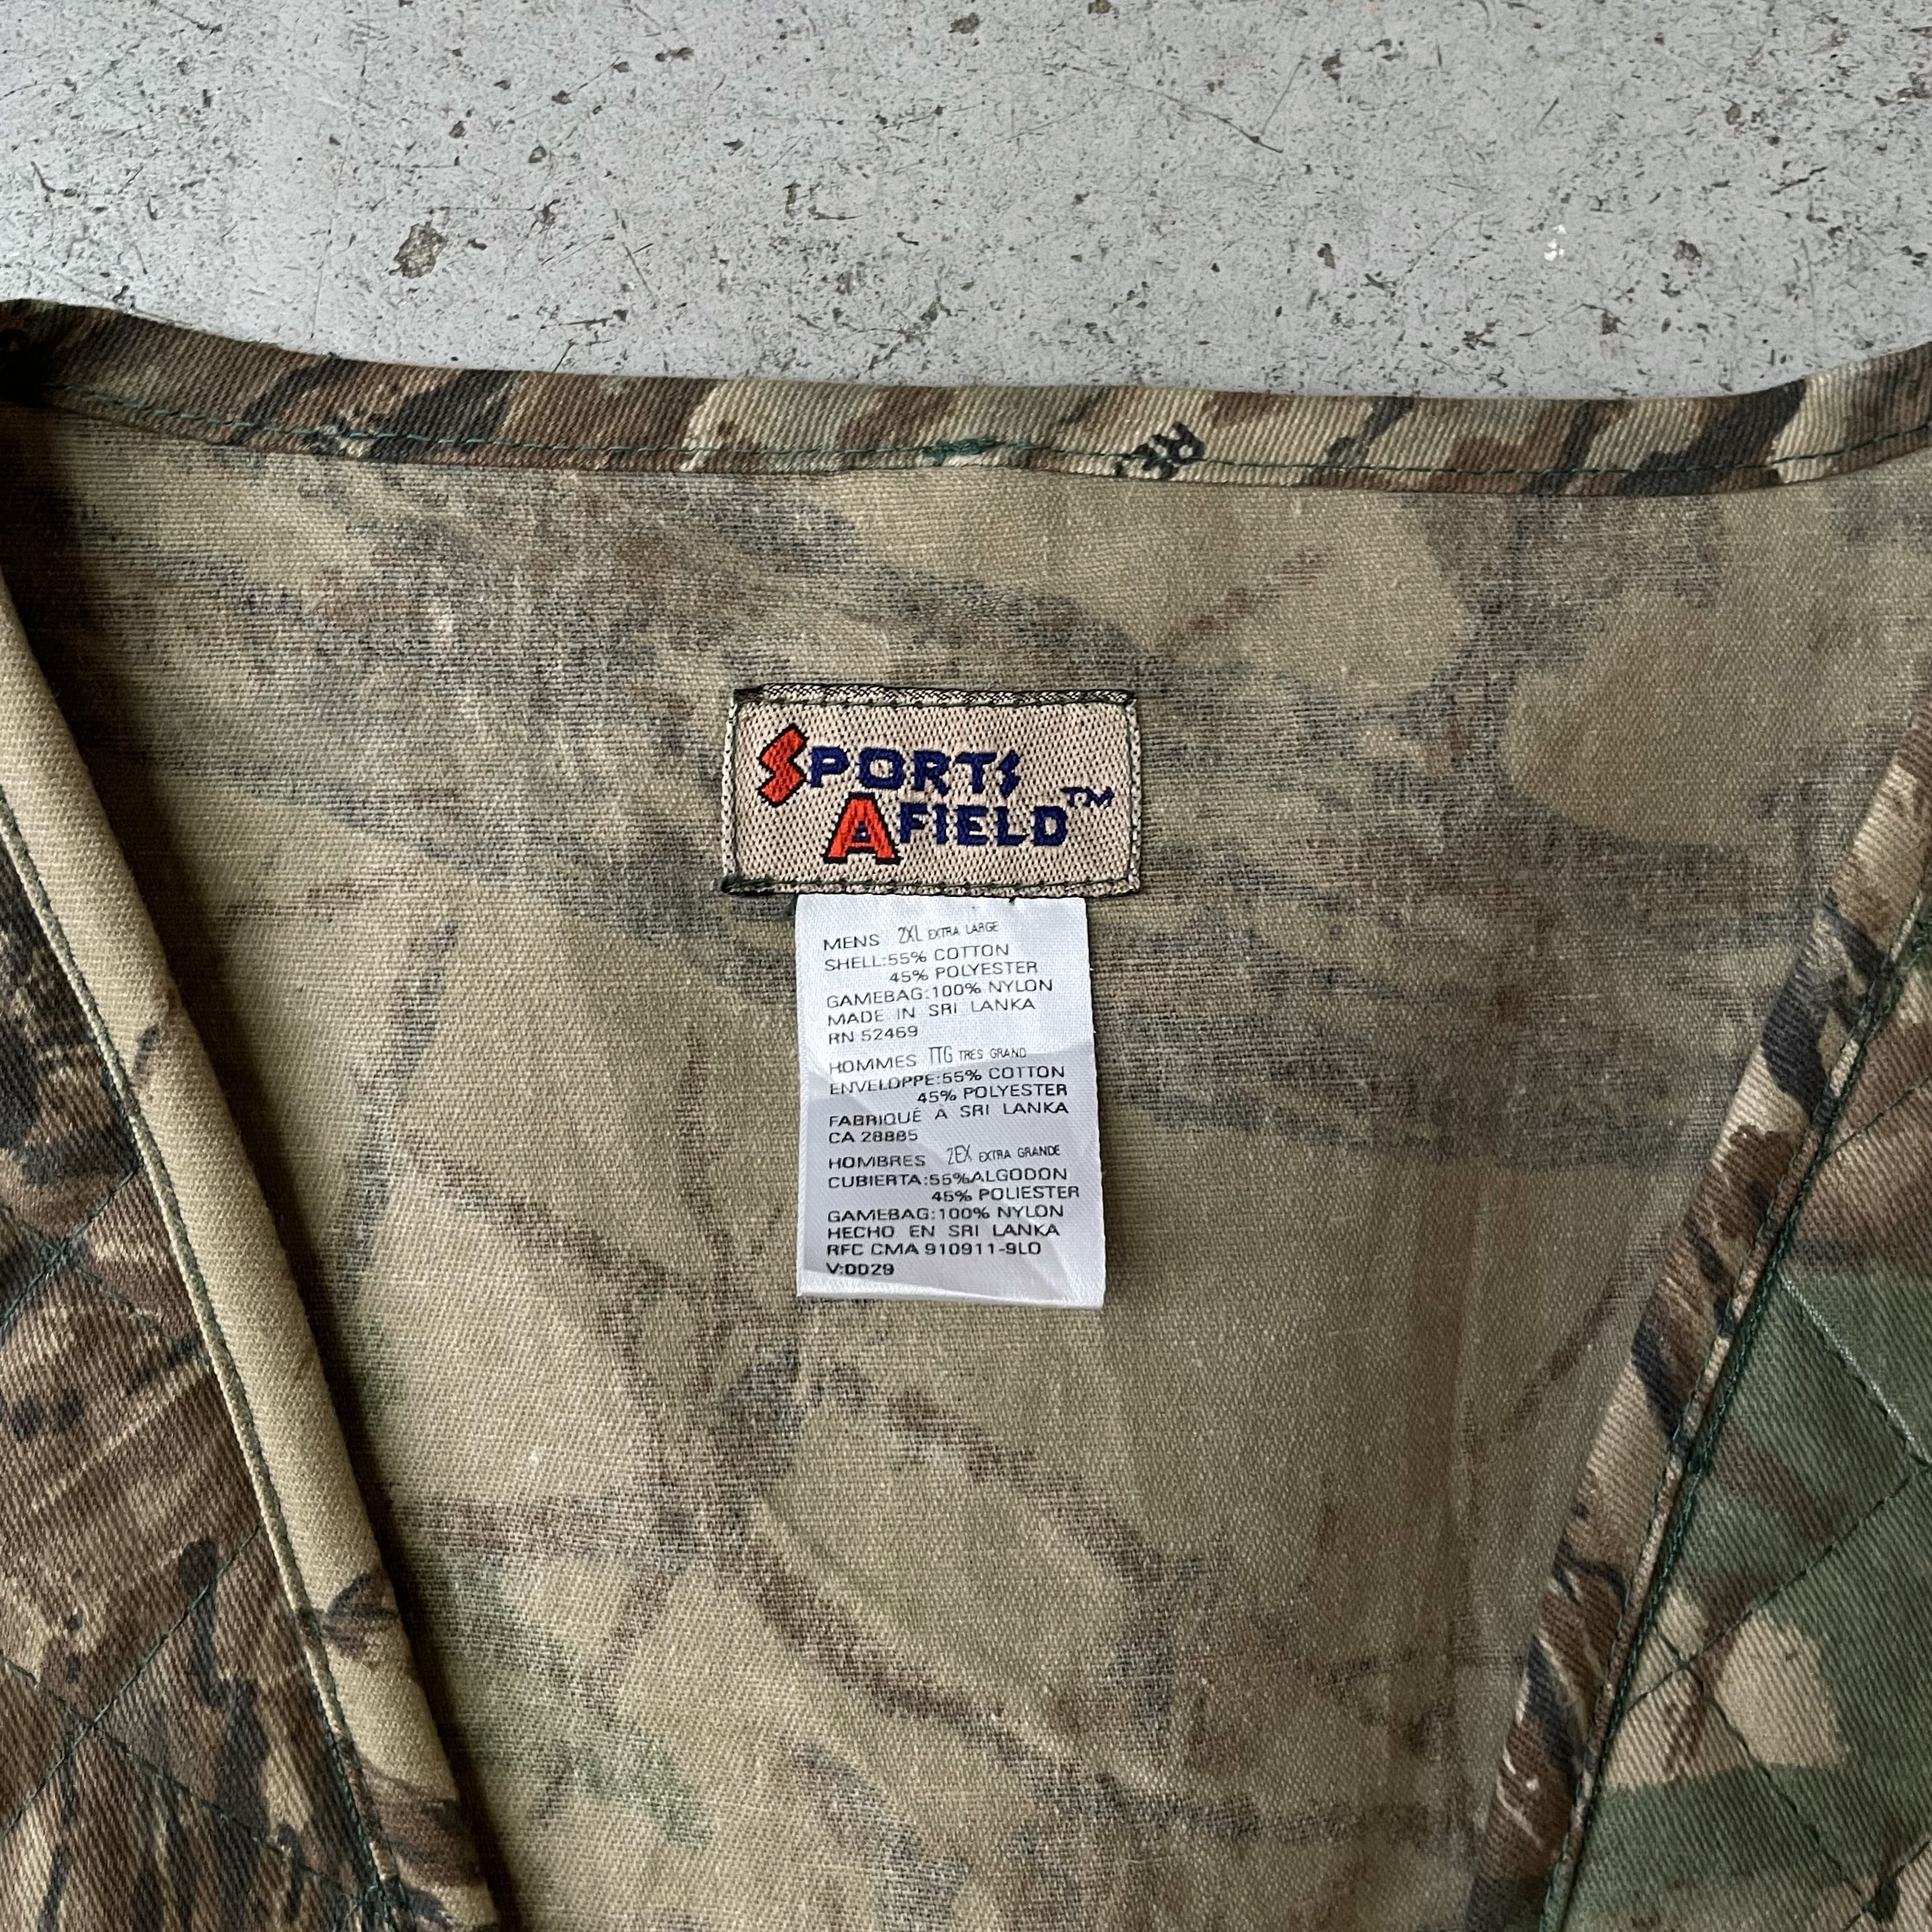 RE
SPORTS
AFIELD™
MENS 2XL EXTRA LARGE
SHELL:55% COTTON
45% POLYESTER
GAMEBAG:100% NYLON
MADE IN SRI LANKA
RN 52469
HOMMES TTG TRES GRAND
ENVELOPPE:55% COTTON
45% POLYESTER
FABRIQUÉ À SRI LANKA
CA 28885
HOMBRES 2EX EXTRA GRANDE
CUBIERTA:55%ALGODON
45% POLIESTER
GAMEBAG:100% NYLON
HECHO EN SRI LANKA
RFC CMA 910911-9L0
V:0029